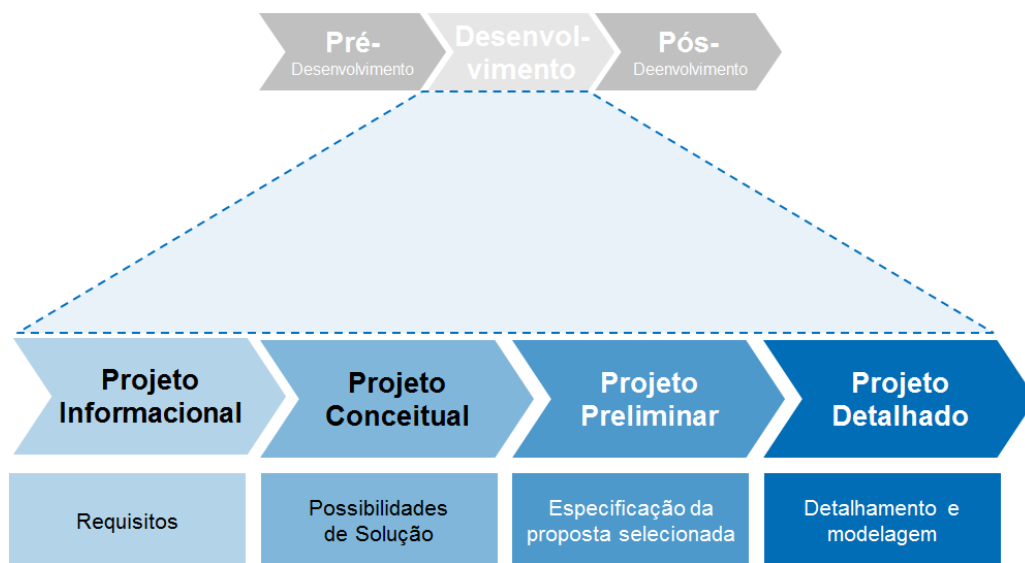 Pré-
Desenvolvimento
Desenvol-
vimento
Pós-
Deenvolvimento
Projeto
Informacional
Projeto
Conceitual
Projeto
Preliminar
Projeto
Detalhado
Requisitos
Possibilidades
de Solução
Especificação da
proposta selecionada
Detalhamento e
modelagem